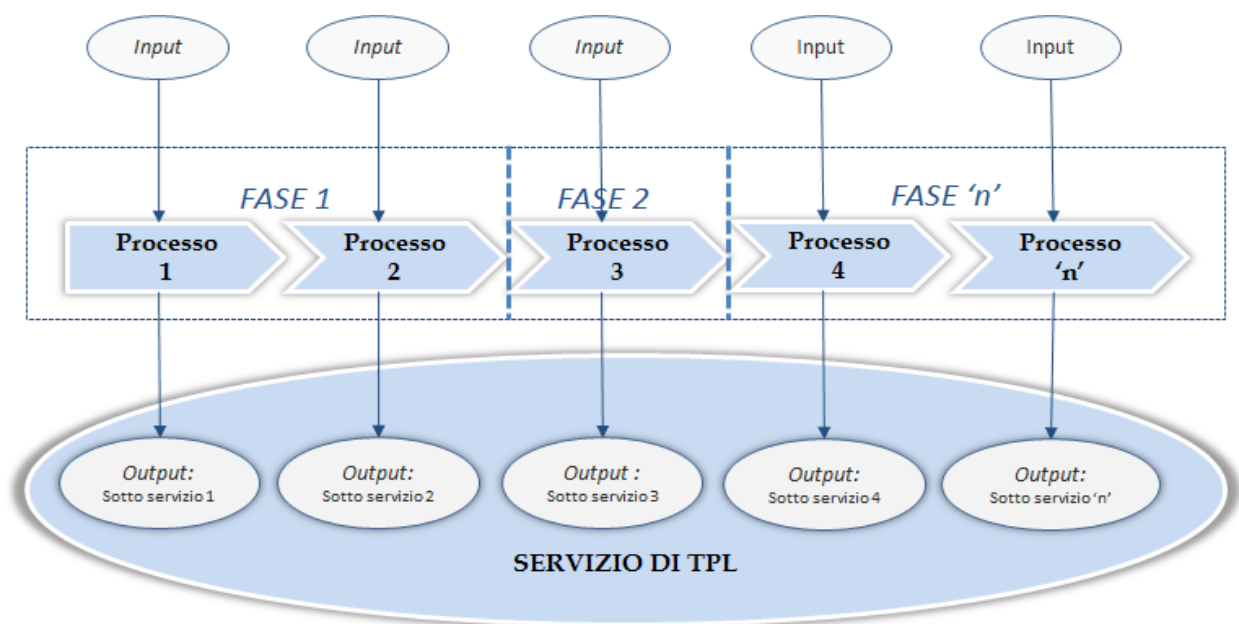 Input
Input
Input
Input
Input
FASE 1
FASE 2
FASE ‘n’
Processo
1
Processo
2
Processo
3
Processo
4
Processo
‘n’
Output:
Sotto servizio 1
Output:
Sotto servizio 2
Output :
Sotto servizio 3
Output:
Sotto servizio 4
Output:
Sotto servizio ‘n’
SERVIZIO DI TPL